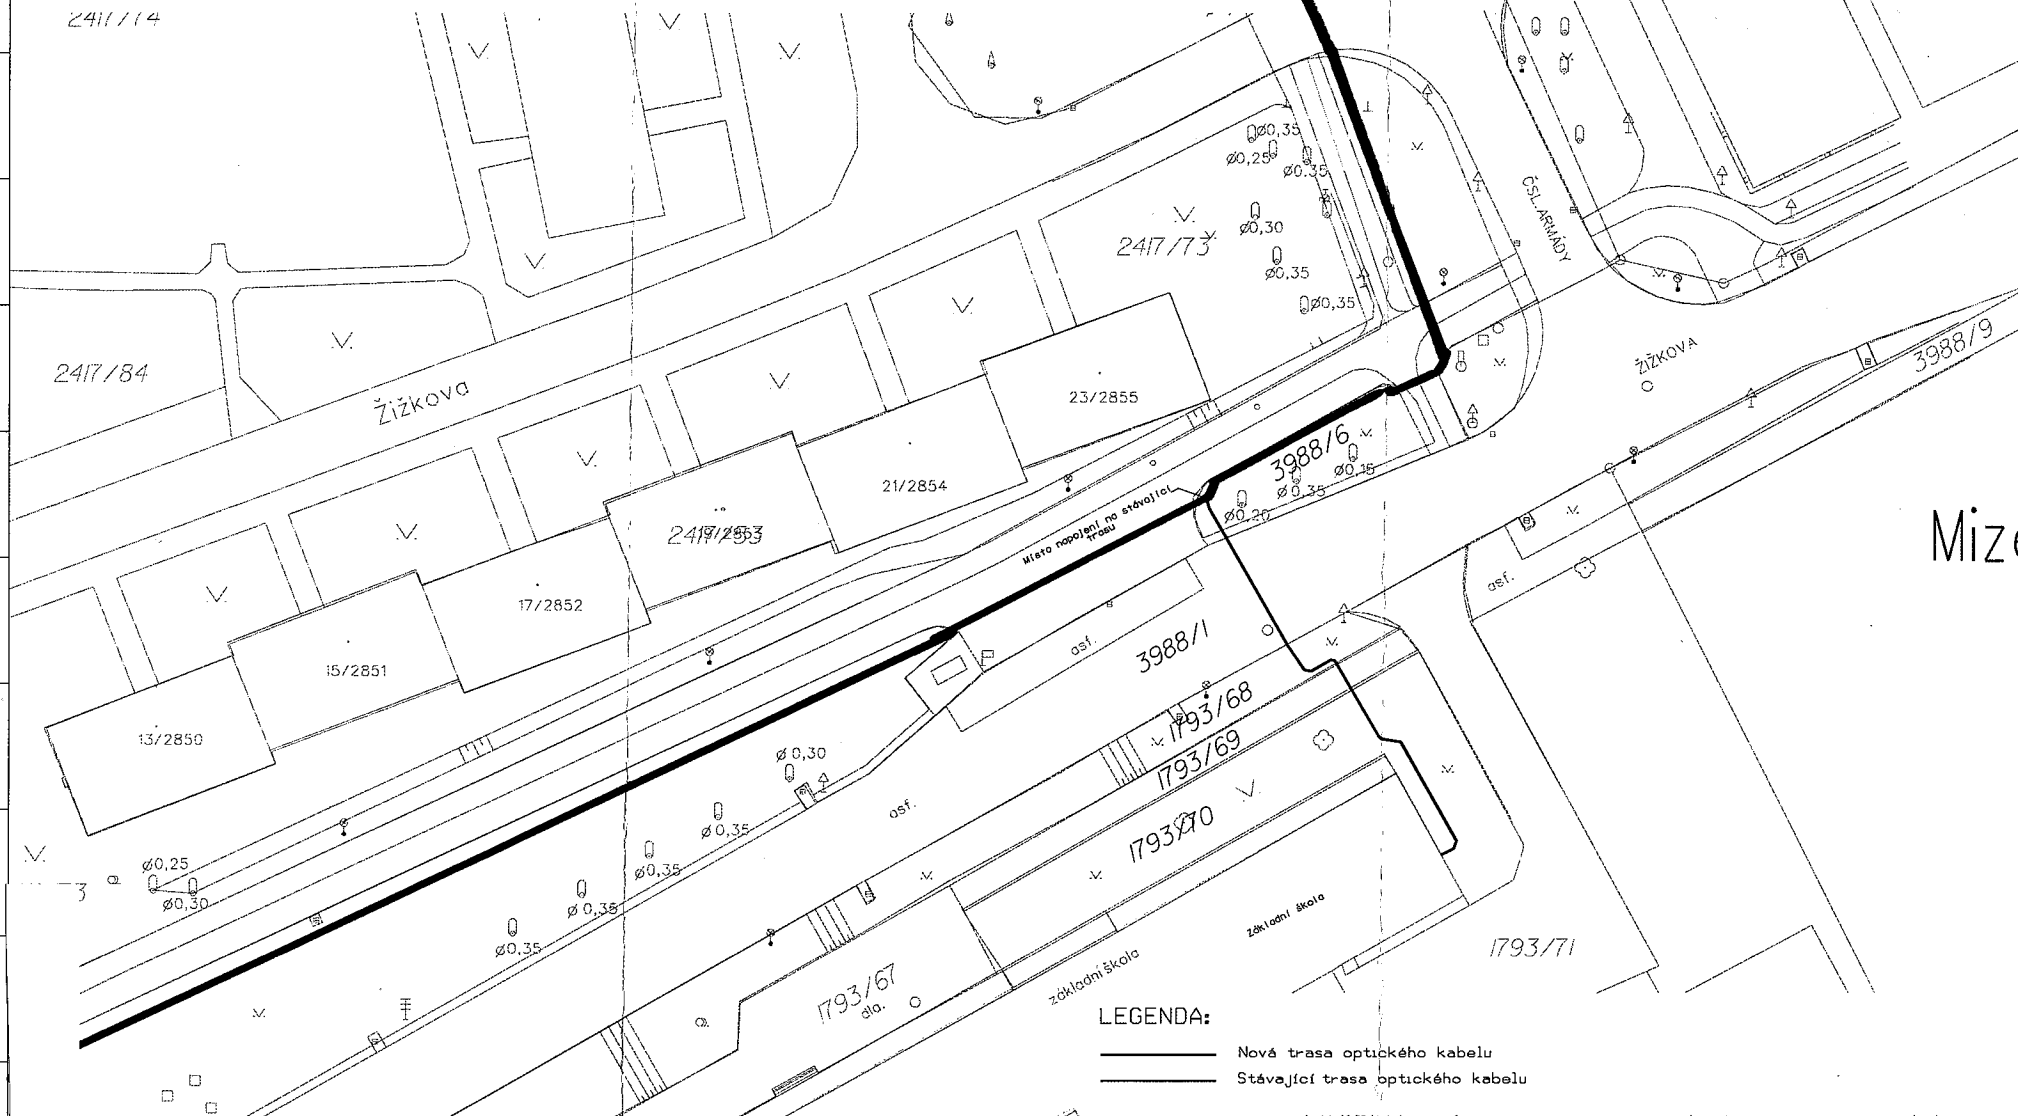 2417/74
ø0,35
ø0,25
ø0,35
ø0,30
2417/73
ø0,35
ø0,35
ČSL.ARMÁDY
ŽIŽKOVA
3988/9
2417/84
Žižkova
23/2855
21/2854
3988/6
ø0,15
ø0,35
ø0,20
Místo napojení na stávající
trasu
17/2852
15/2851
13/2850
Mize
asf.
asf.
3988/1
1793/68
1793/69
1793/70
asf.
ø0,30
ø0,35
ø0,35
ø0,35
ø0,35
ø0,25
ø0,30
3
základní škola
základní škola
1793/71
1793/67
dla.
LEGENDA:
Nová trasa optického kabelu
Stávající trasa optického kabelu